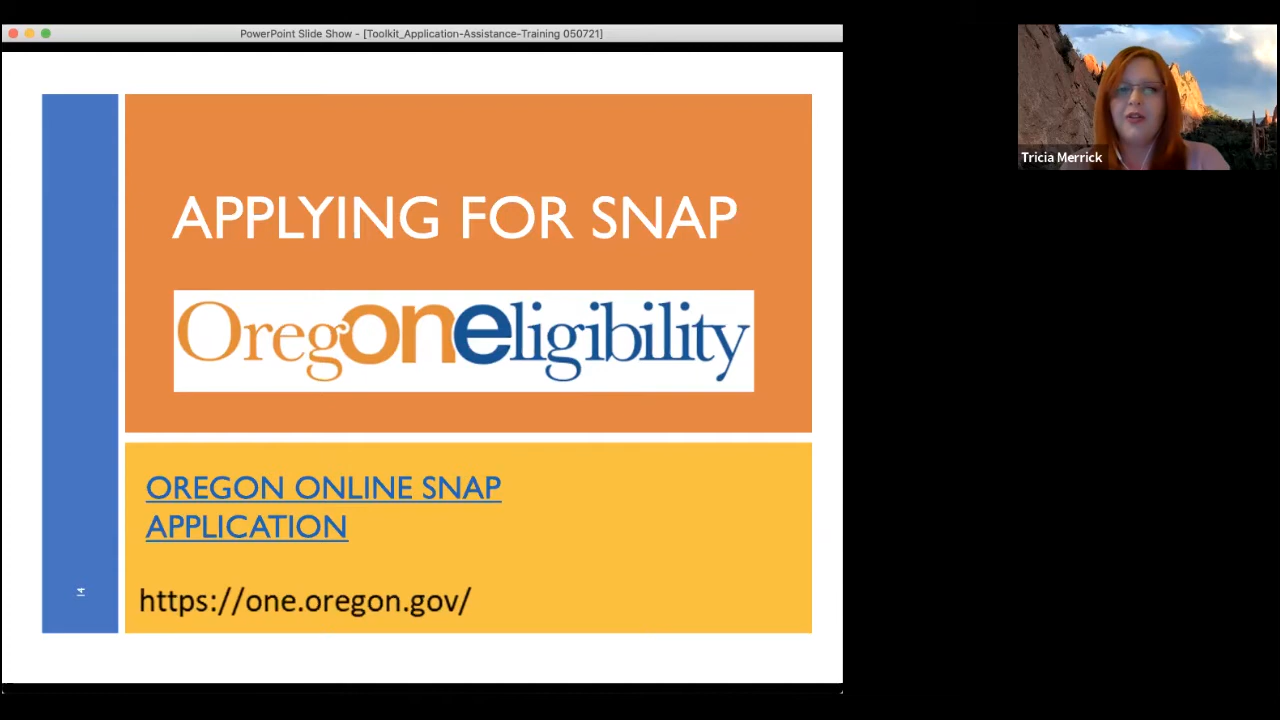 PowerPoint Slide Show - [Toolkit_Application-Assistance-Training 050721]
Tricia Merrick
APPLYING FOR SNAP
OregONeligibility
OREGON ONLINE SNAP
APPLICATION
https://one.oregon.gov/
14